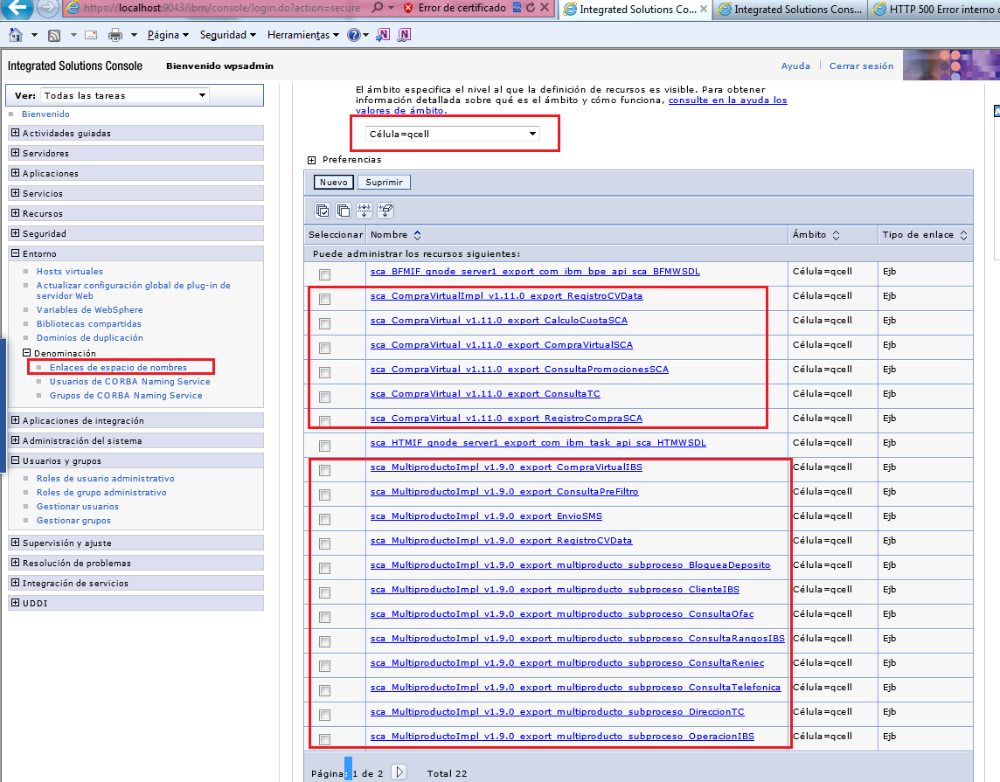 https://localhost:9043/ibm/console/login.do?action=secure
Error de certificado
Integrated Solutions Co...
Integrated Solutions Cons...
HTTP 500 Error interno
Página
Seguridad
Herramientas
Integrated Solutions Console
Bienvenido wpsadmin
Ayuda
Cerrar sesión
Ver: Todas las tareas
Bienvenido
Actividades guiadas
Servidores
Aplicaciones
Servicios
Recursos
Seguridad
Entorno
Hosts virtuales
Actualizar configuración global de plug-in de
servidor Web
Variables de WebSphere
Bibliotecas compartidas
Dominios de duplicación
Denominación
Enlaces de espacio de nombres
Usuarios de CORBA Naming Service
Grupos de CORBA Naming Service
Aplicaciones de integración
Administración del sistema
Usuarios y grupos
Roles de usuario administrativo
Roles de grupo administrativo
Gestionar usuarios
Gestionar grupos
Supervisión y ajuste
Resolución de problemas
Integración de servicios
UDDI
El ámbito especifica el nivel al que la definición de recursos es visible. Para obtener
información detallada sobre qué es el ámbito y cómo funciona, consulte en la ayuda los
valores de ámbito.
Célula=qcell
Preferencias
Nuevo Suprimir
Seleccionar Nombre Ámbito Tipo de enlace
Puede administrar los recursos siguientes:
sca_BFMIF_qnode_server1_export_com_ibm_bpe_api_sca_BFMWSDL Célula=qcell Ejb
sca_CompraVirtualImpl_v1.11.0_export_RegistroCVData Célula=qcell Ejb
sca_CompraVirtual_v1.11.0_export_CalculoCuotaSCA Célula=qcell Ejb
sca_CompraVirtual_v1.11.0_export_CompraVirtualSCA Célula=qcell Ejb
sca_CompraVirtual_v1.11.0_export_ConsultaPromocionesSCA Célula=qcell Ejb
sca_CompraVirtual_v1.11.0_export_ConsultaTC Célula=qcell Ejb
sca_CompraVirtual_v1.11.0_export_RegistroCompraSCA Célula=qcell Ejb
sca_HTMIF_qnode_server1_export_com_ibm_task_api_sca_HTMWSDL Célula=qcell Ejb
sca_MultiproductoImpl_v1.9.0_export_CompraVirtualIBS Célula=qcell Ejb
sca_MultiproductoImpl_v1.9.0_export_ConsultaPreFiltro Célula=qcell Ejb
sca_MultiproductoImpl_v1.9.0_export_EnvioSMS Célula=qcell Ejb
sca_MultiproductoImpl_v1.9.0_export_RegistroCVData Célula=qcell Ejb
sca_MultiproductoImpl_v1.9.0_export_multiproducto_subproceso_BloqueaDeposito Célula=qcell Ejb
sca_MultiproductoImpl_v1.9.0_export_multiproducto_subproceso_ClienteIBS Célula=qcell Ejb
sca_MultiproductoImpl_v1.9.0_export_multiproducto_subproceso_ConsultaOfac Célula=qcell Ejb
sca_MultiproductoImpl_v1.9.0_export_multiproducto_subproceso_ConsultaRangosIBS Célula=qcell Ejb
sca_MultiproductoImpl_v1.9.0_export_multiproducto_subproceso_ConsultaReniec Célula=qcell Ejb
sca_MultiproductoImpl_v1.9.0_export_multiproducto_subproceso_ConsultaTelefonica Célula=qcell Ejb
sca_MultiproductoImpl_v1.9.0_export_multiproducto_subproceso_DireccionTC Célula=qcell Ejb
sca_MultiproductoImpl_v1.9.0_export_multiproducto_subproceso_OperacionIBS Célula=qcell Ejb
Página: 1 de 2 Total 22